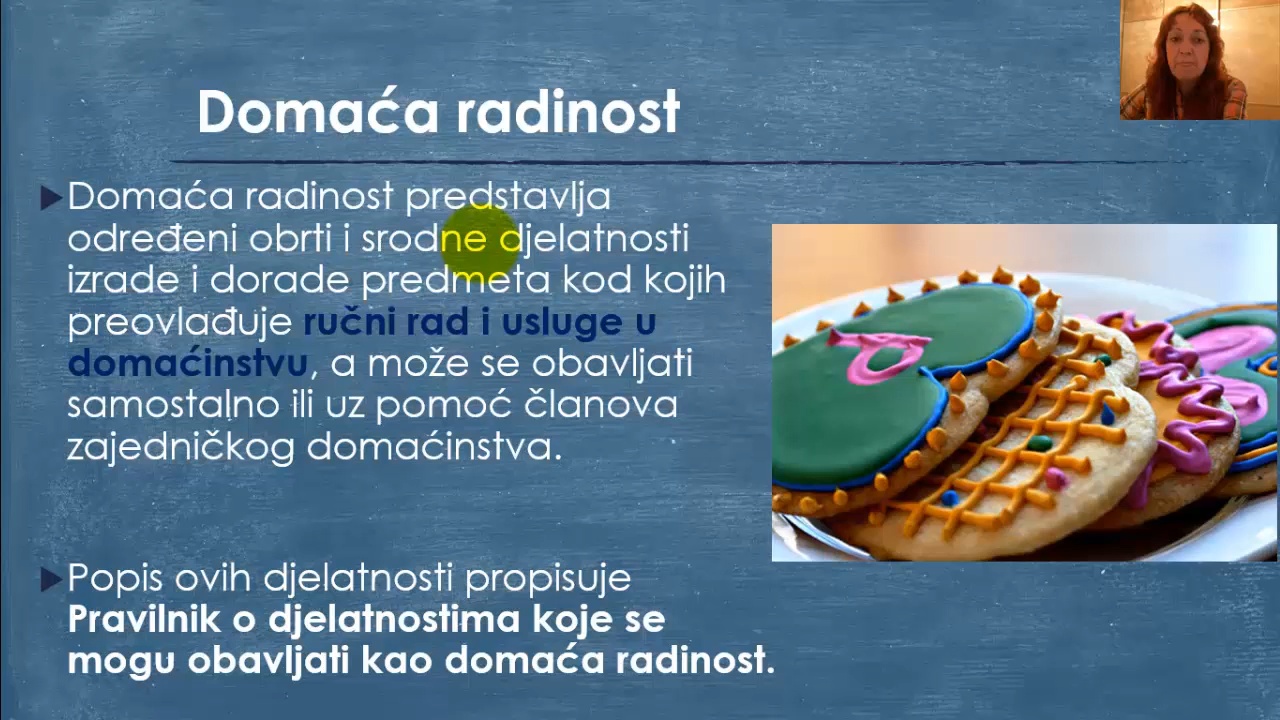 Domaća radinost
Domaća radinost predstavlja
određeni obrti i srodne djelatnosti
izrade i dorade predmeta kod kojih
preovlađuje ručni rad i usluge u
domaćinstvu, a može se obavljati
samostalno ili uz pomoć članova
zajedničkog domaćinstva.
Popis ovih djelatnosti propisuje
Pravilnik o djelatnostima koje se
mogu obavljati kao domaća radinost.